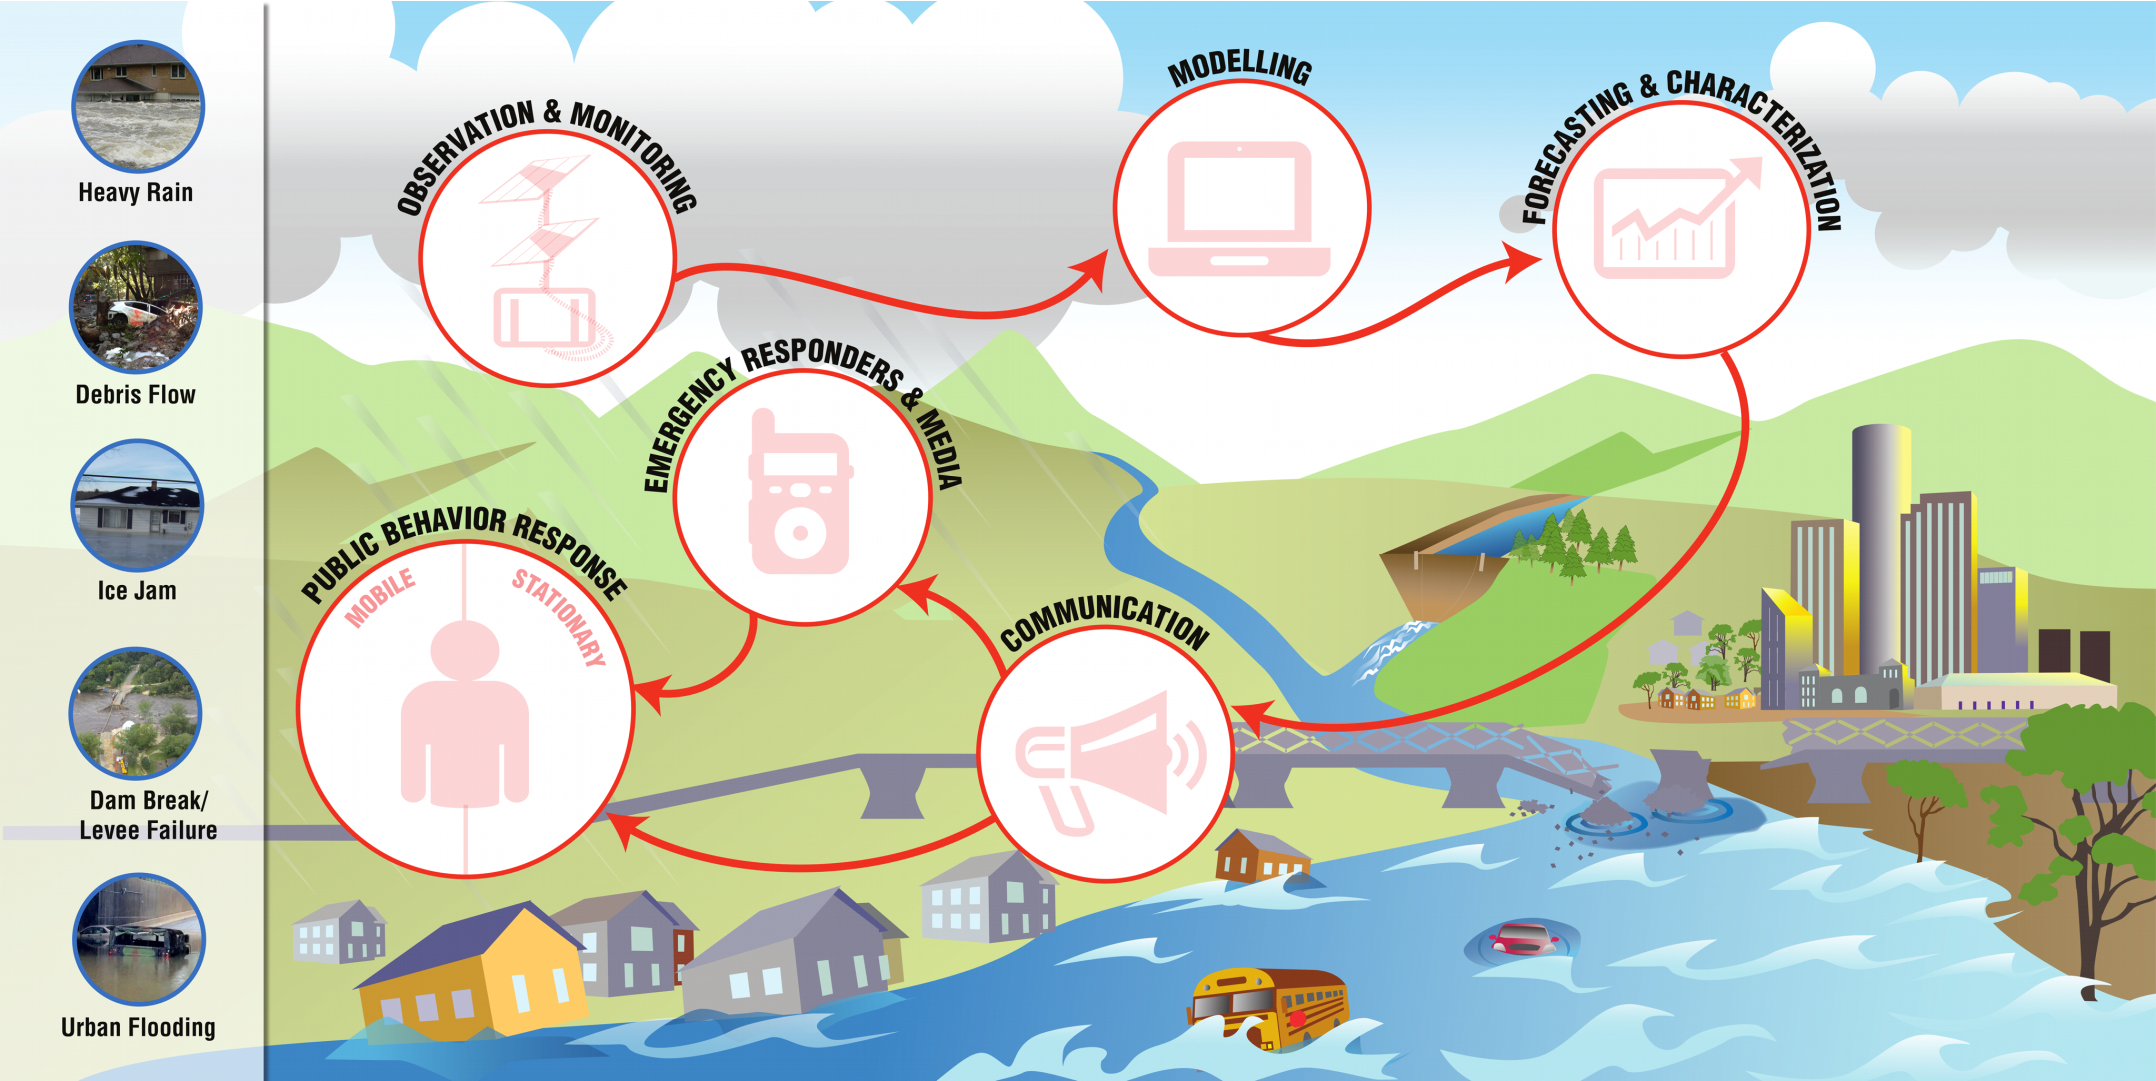 Heavy Rain
Debris Flow
Ice Jam
Dam Break/
Levee Failure
Urban Flooding
OBSERVATION & MONITORING
MODELLING
FORECASTING & CHARACTERIZATION
EMERGENCY RESPONDERS & MEDIA
PUBLIC BEHAVIOR RESPONSE
MOBILE
STATIONARY
COMMUNICATION